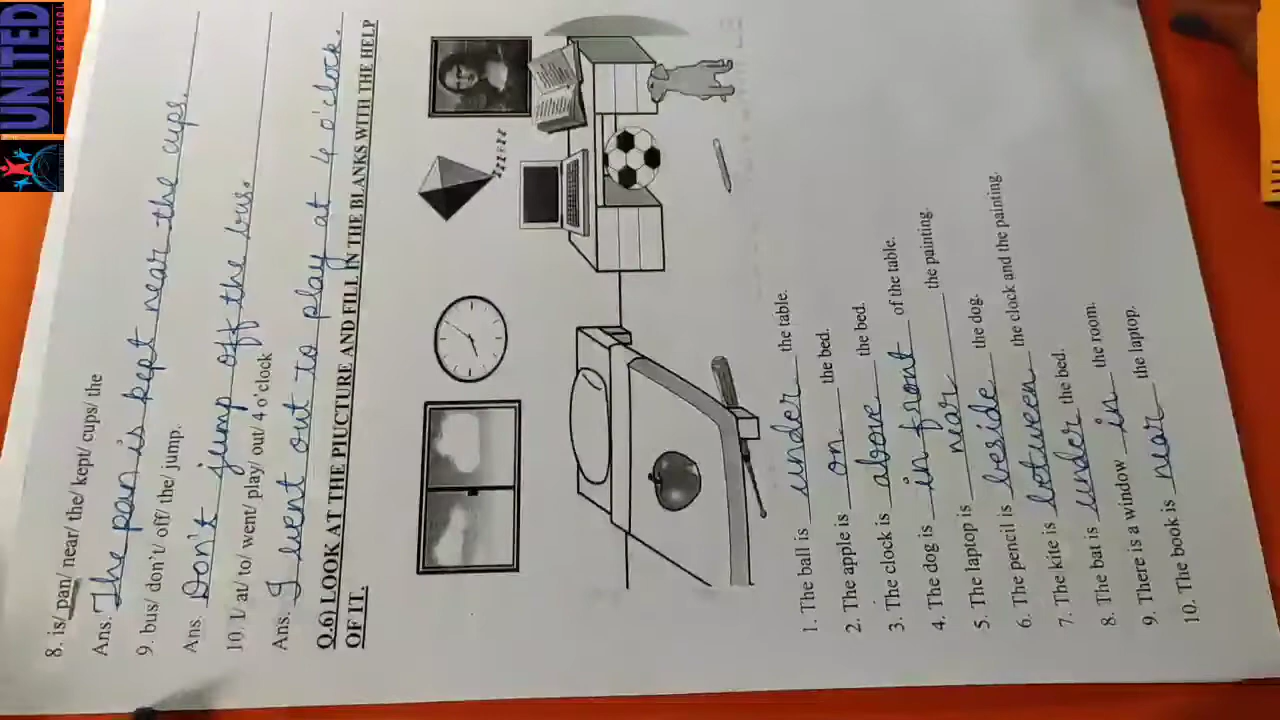 UNITED
PUBLIC SCHOOL
8. is/ pan/ near/ the/ kept/ cups/ the
Ans. The pan is kept near the cups.
9. bus/ don't/ off/ the/ jump.
Ans. Don't jump off the bus.
10. I/ at/ to/ went/ play/ out/ 4 o'clock
Ans. I went out to play at 4 o'clock.
Q.6) LOOK AT THE PIUCTURE AND FILL IN THE BLANKS WITH THE HELP
OF IT.
1. The ball is under the table.
2. The apple is on the bed.
3. The clock is above the bed.
4. The dog is in front of the table.
5. The laptop is near the painting.
6. The pencil is beside the dog.
7. The kite is between the clock and the painting.
8. The bat is under the bed.
9. There is a window in the room.
10. The book is near the laptop.